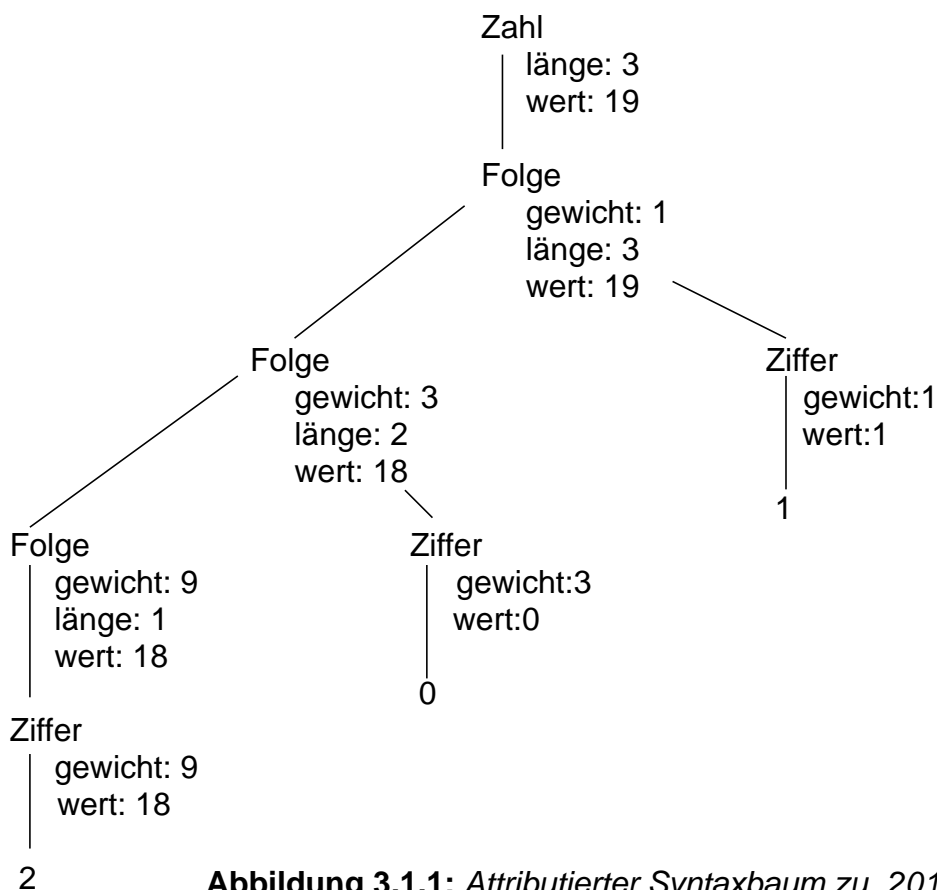 Zahl
länge: 3
wert: 19
Folge
gewicht: 1
länge: 3
wert: 19
Folge
gewicht: 3
länge: 2
wert: 18
Ziffer
gewicht:1
wert:1
1
Folge
gewicht: 9
länge: 1
wert: 18
Ziffer
gewicht:3
wert:0
0
Ziffer
gewicht: 9
wert: 18
2
Abbildung 3.1.1: Attributierter Syntaxbaum zu 201